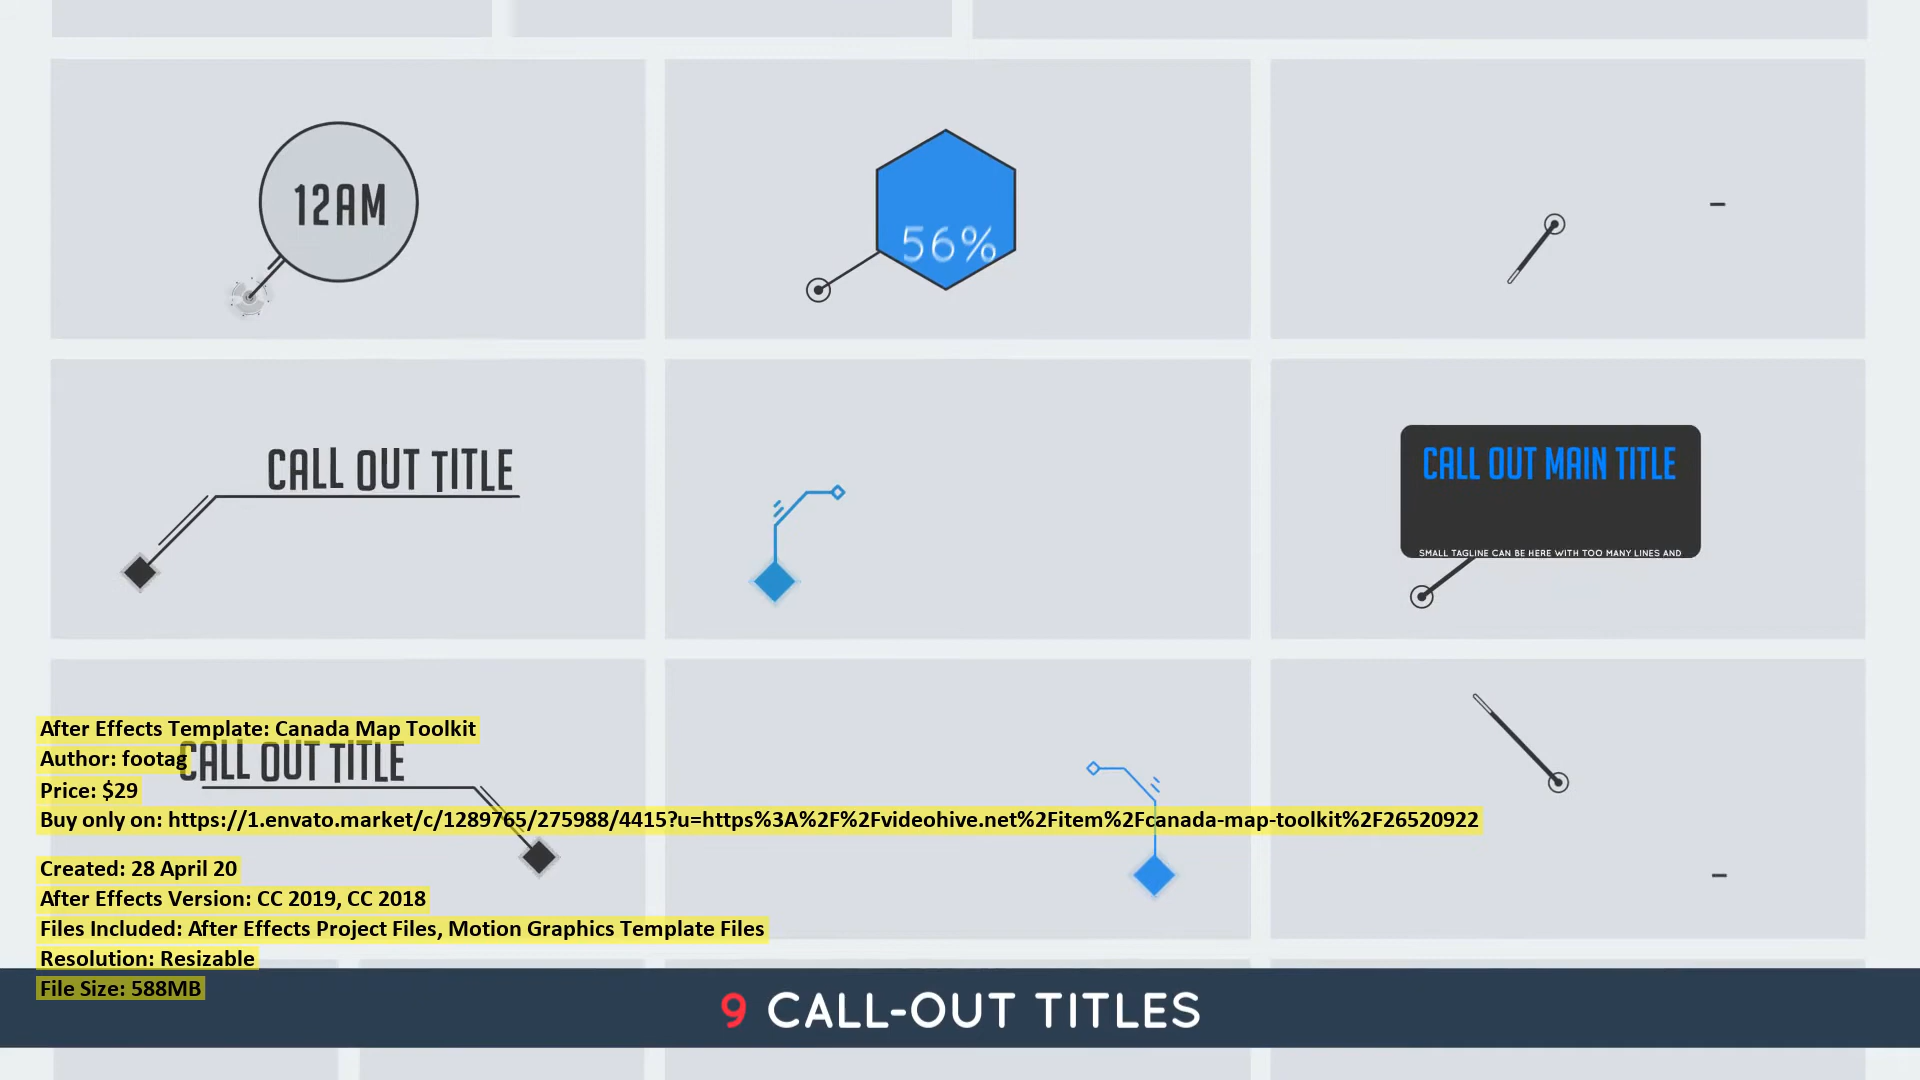 12AM
56%
CALL OUT TITLE
CALL OUT MAIN TITLE
SMALL TAGLINE CAN BE HERE WITH TOO MANY LINES AND
After Effects Template: Canada Map Toolkit
CALL OUT TITLE
Author: footag
Price: $29
Buy only on: https://1.envato.market/c/1289765/275988/4415?u=https%3A%2F%2Fvideohive.net%2Fitem%2Fcanada-map-toolkit%2F26520922
Created: 28 April 20
After Effects Version: CC 2019, CC 2018
Files Included: After Effects Project Files, Motion Graphics Template Files
Resolution: Resizable
File Size: 588MB
9 CALL-OUT TITLES